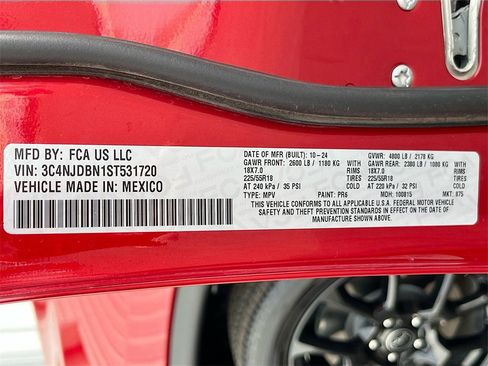 MFD BY: FCA US LLC
VIN: 3C4NJDBN1ST531720
VEHICLE MADE IN: MEXICO
DATE OF MFR (BUILT): 10-24 GVWR: 4800 LB / 2178 KG
GAWR FRONT: 2600 LB / 1180 KG GAWR REAR: 2380 LB / 1080 KG
18X7.0 RIMS 18X7.0 RIMS
225/55R18 TIRES 225/55R18 TIRES
AT 240 kPa / 35 PSI AT 220 kPa / 32 PSI
TYPE: MPV PAINT: PR6 MDH: 100815 MKT: 875
THIS VEHICLE CONFORMS TO ALL APPLICABLE U.S.A. FEDERAL MOTOR VEHICLE
SAFETY AND THEFT PREVENTION STANDARDS IN EFFECT ON THE DATE OF
MANUFACTURE SHOWN ABOVE.